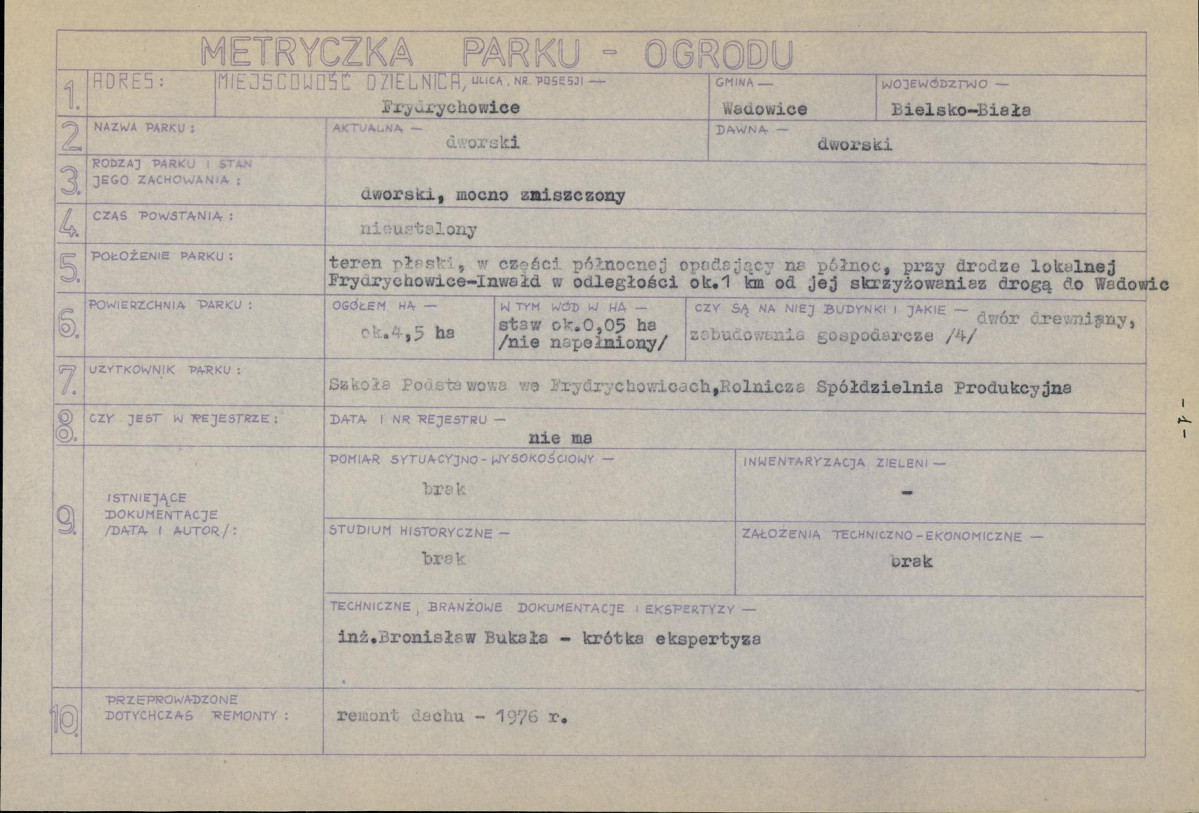 METRYCZKA PARKU - OGRODU
1. ADRES: MIEJSCOWOŚĆ DZIELNICA, ULICA, NR. POSESJI —
Frydrychowice
GMINA —
Wadowice
WOJEWÓDZTWO —
Bielsko-Biała
2. NAZWA PARKU:
AKTUALNA —
dworski
DAWNA —
dworski
3. RODZAJ PARKU I STAN
JEGO ZACHOWANIA:
dworski, mocno zniszczony
4. CZAS POWSTANIA:
nieustalony
5. POŁOŻENIE PARKU:
teren płaski, w części północnej opadający na północ, przy drodze lokalnej
Frydrychowice-Inwałd w odległości ok.1 km od jej skrzyżowaniaz drogą do Wadowic
6. POWIERZCHNIA PARKU:
OGÓŁEM HA —
ok.4,5 ha
W TYM WÓD W HA —
staw ok.0,05 ha
/nie napełniony/
CZY SĄ NA NIEJ BUDYNKI I JAKIE — dwór drewniany,
zabudowania gospodarcze /4/
7. UŻYTKOWNIK PARKU:
Szkoła Podstawowa we Frydrychowicach,Rolnicza Spółdzielnia Produkcyjna
8. CZY JEST W REJESTRZE:
DATA I NR REJESTRU —
nie ma
9. ISTNIEJĄCE
DOKUMENTACJE
/DATA I AUTOR/:
POMIAR SYTUACYJNO-WYSOKOŚCIOWY —
brak
INWENTARYZACJA ZIELENI —
-
STUDIUM HISTORYCZNE —
brak
ZAŁOŻENIA TECHNICZNO-EKONOMICZNE —
brak
TECHNICZNE, BRANŻOWE DOKUMENTACJE I EKSPERTYZY —
inż.Bronisław Bukała - krótka ekspertyza
10. PRZEPROWADZONE
DOTYCHCZAS REMONTY:
remont dachu - 1976 r.
-1-